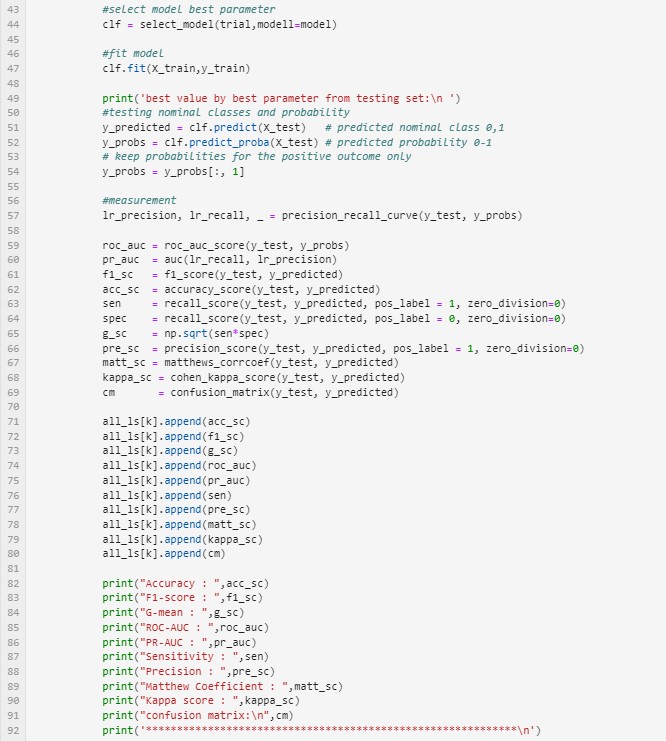 43 #select model best parameter
44 clf = select_model(trial,modell=model)
45
46 #fit model
47 clf.fit(X_train,y_train)
48
49 print('best value by best parameter from testing set:\n ')
50 #testing nominal classes and probability
51 y_predicted = clf.predict(X_test) # predicted nominal class 0,1
52 y_probs = clf.predict_proba(X_test) # predicted probability 0-1
53 # keep probabilities for the positive outcome only
54 y_probs = y_probs[:, 1]
55
56 #measurement
57 lr_precision, lr_recall, _ = precision_recall_curve(y_test, y_probs)
58
59 roc_auc = roc_auc_score(y_test, y_probs)
60 pr_auc = auc(lr_recall, lr_precision)
61 f1_sc = f1_score(y_test, y_predicted)
62 acc_sc = accuracy_score(y_test, y_predicted)
63 sen = recall_score(y_test, y_predicted, pos_label = 1, zero_division=0)
64 spec = recall_score(y_test, y_predicted, pos_label = 0, zero_division=0)
65 g_sc = np.sqrt(sen*spec)
66 pre_sc = precision_score(y_test, y_predicted, pos_label = 1, zero_division=0)
67 matt_sc = matthews_corrcoef(y_test, y_predicted)
68 kappa_sc = cohen_kappa_score(y_test, y_predicted)
69 cm = confusion_matrix(y_test, y_predicted)
70
71 all_ls[k].append(acc_sc)
72 all_ls[k].append(f1_sc)
73 all_ls[k].append(g_sc)
74 all_ls[k].append(roc_auc)
75 all_ls[k].append(pr_auc)
76 all_ls[k].append(sen)
77 all_ls[k].append(pre_sc)
78 all_ls[k].append(matt_sc)
79 all_ls[k].append(kappa_sc)
80 all_ls[k].append(cm)
81
82 print("Accuracy : ",acc_sc)
83 print("F1-score : ",f1_sc)
84 print("G-mean : ",g_sc)
85 print("ROC-AUC : ",roc_auc)
86 print("PR-AUC : ",pr_auc)
87 print("Sensitivity : ",sen)
88 print("Precision : ",pre_sc)
89 print("Matthew Coefficient : ",matt_sc)
90 print("Kappa score : ",kappa_sc)
91 print("confusion matrix:\n",cm)
92 print('************************************************************\n')